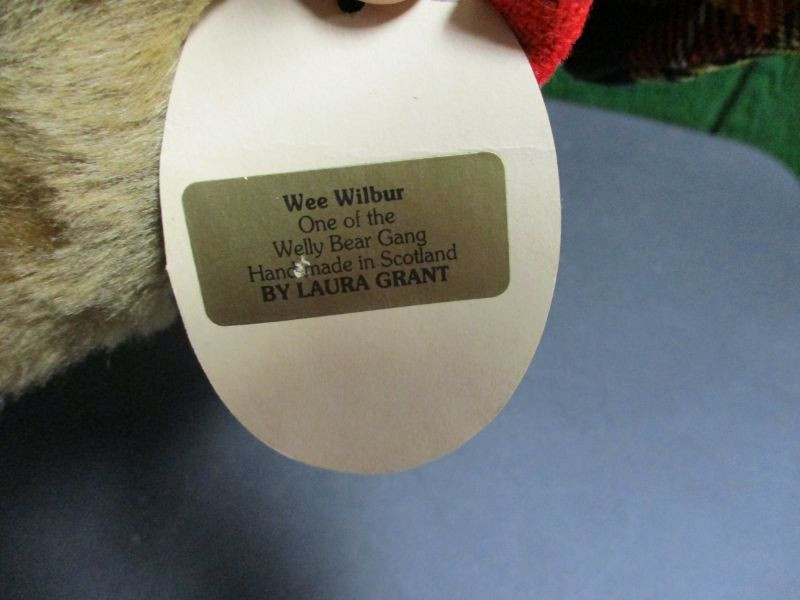 Wee Wilbur
One of the
Welly Bear Gang
Handmade in Scotland
BY LAURA GRANT